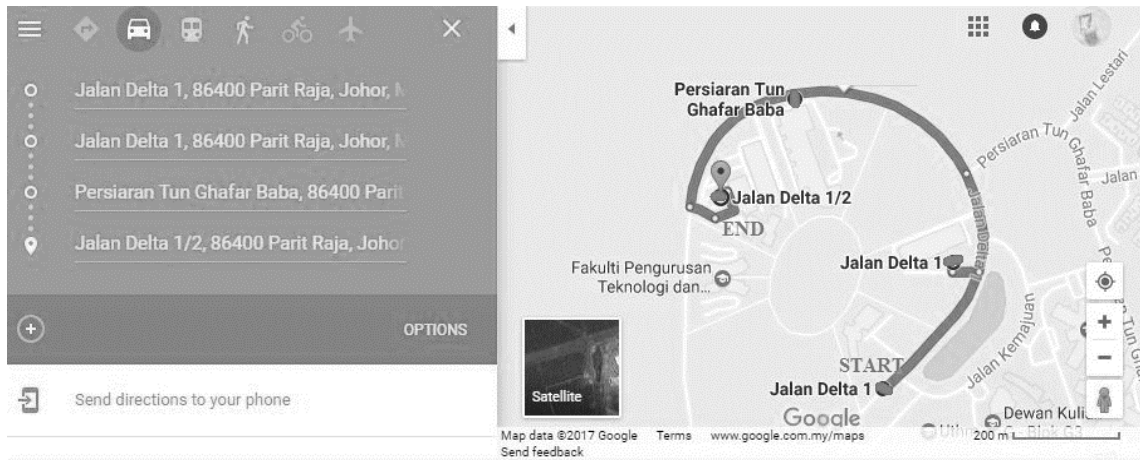 Jalan Delta 1, 86400 Parit Raja, Johor,
Jalan Delta 1, 86400 Parit Raja, Johor,
Persiaran Tun Ghafar Baba, 86400 Parit
Jalan Delta 1/2, 86400 Parit Raja, Johor
OPTIONS
Send directions to your phone
Persiaran Tun
Ghafar Baba
Jalan Lestari
Persiaran Tun Ghafar Baba
Jalan
Jalan Delta 1/2
END
Jalan Delta
Jalan Delta 1
Fakulti Pengurusan
Teknologi dan...
Jalan Kemajuan
START
Jalan Delta 1
Satellite
Google
Dewan Kuli...
Blok G3
200 m
Map data ©2017 Google Terms www.google.com.my/maps
Send feedback